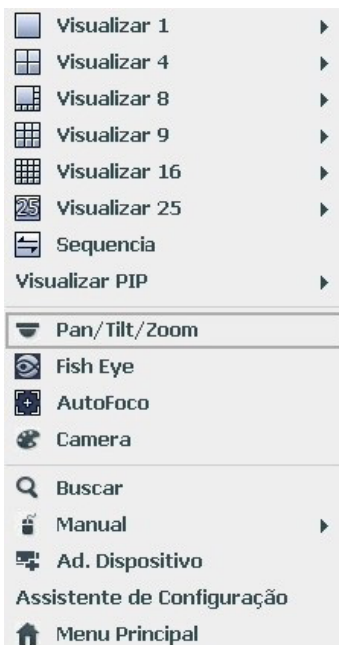 Visualizar 1
Visualizar 4
Visualizar 8
Visualizar 9
Visualizar 16
25 Visualizar 25
Sequencia
Visualizar PIP
Pan/Tilt/Zoom
Fish Eye
AutoFoco
Camera
Buscar
Manual
Ad. Dispositivo
Assistente de Configuração
Menu Principal